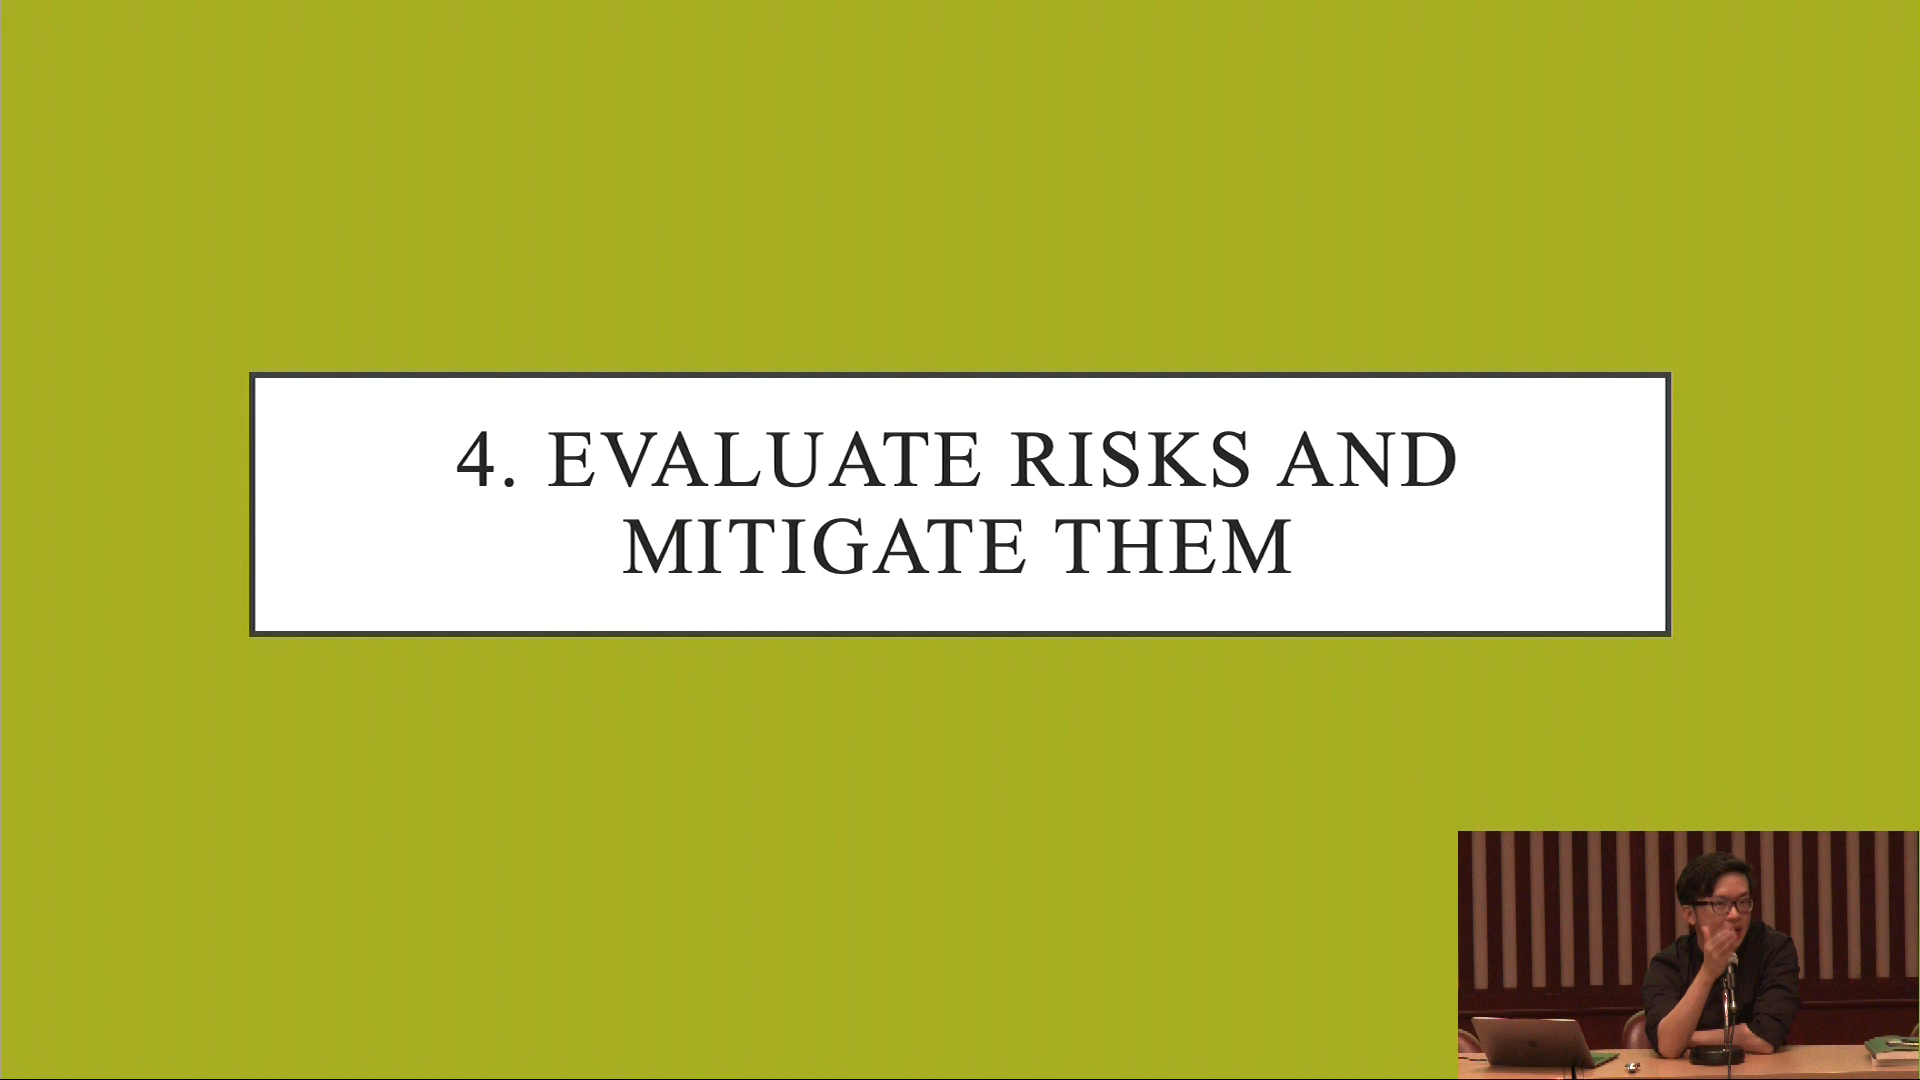 4. EVALUATE RISKS AND
MITIGATE THEM